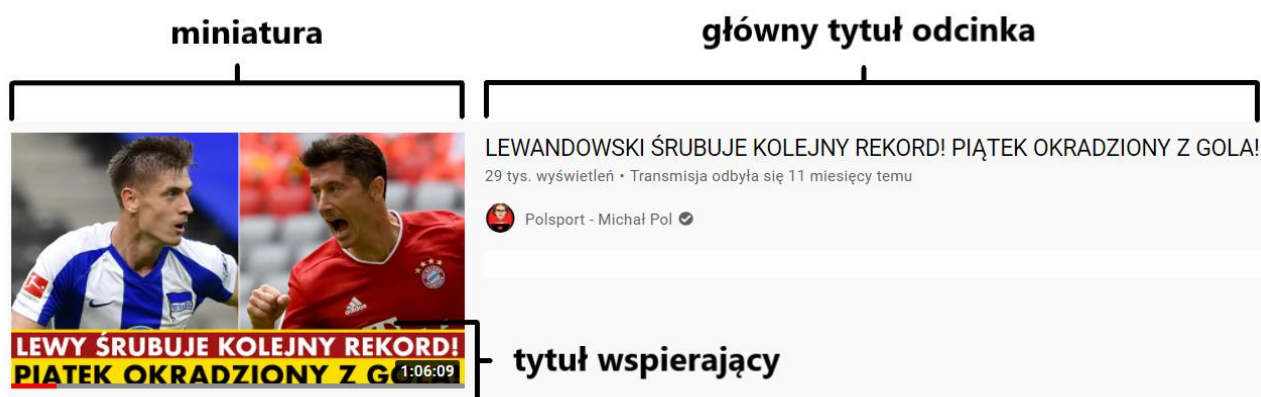 miniatura
główny tytuł odcinka
LEWANDOWSKI ŚRUBUJE KOLEJNY REKORD! PIĄTEK OKRADZIONY Z GOLA!
29 tys. wyświetleń • Transmisja odbyła się 11 miesięcy temu
Polsport - Michał Pol
LEWY ŚRUBUJE KOLEJNY REKORD!
PIĄTEK OKRADZIONY Z GOLA!
1:06:09
tytuł wspierający